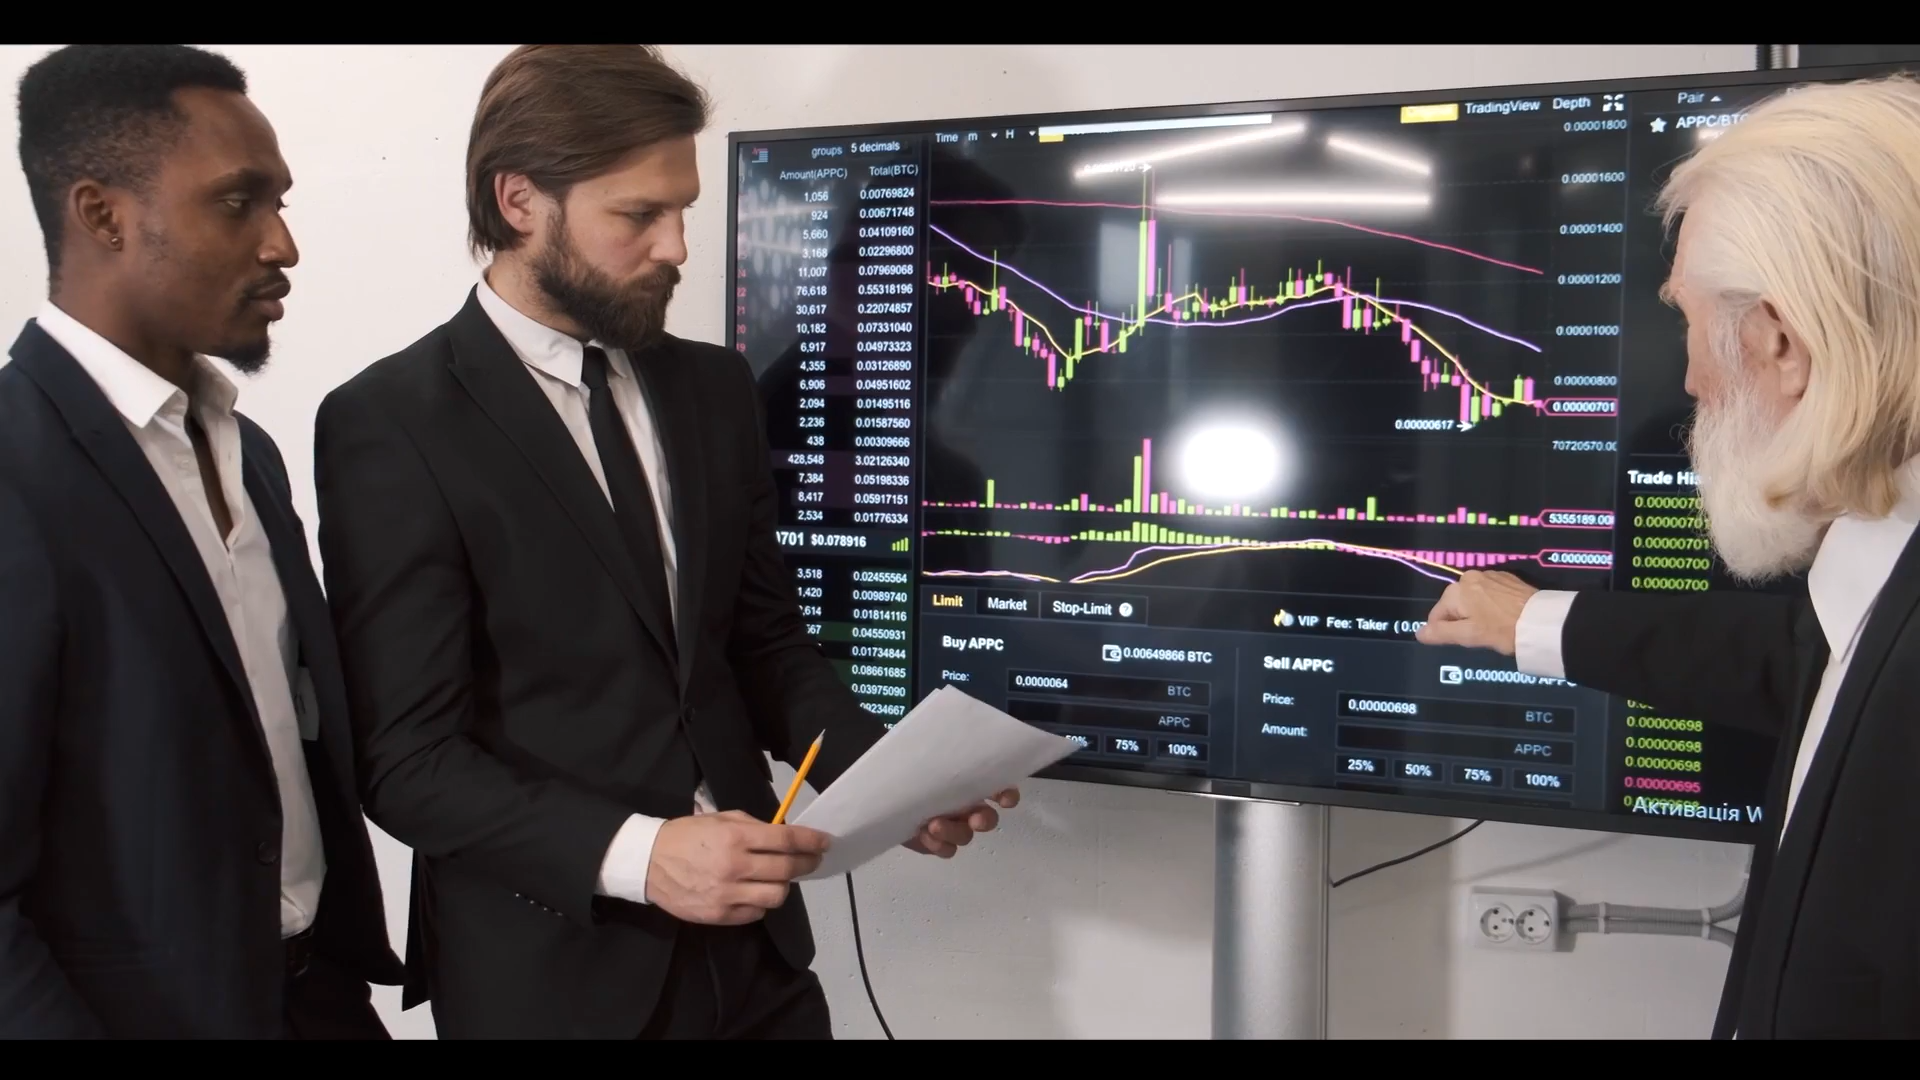 groups 5 decimals
Amount(APPC) Total(BTC)
1,056 0.00769824
924 0.00671748
5,660 0.04109160
3,168 0.02296800
11,007 0.07969068
76,618 0.55318196
30,617 0.22074857
10,182 0.07331040
6,917 0.04973323
4,355 0.03126890
6,906 0.04951602
2,094 0.01495116
2,236 0.01587560
438 0.00309666
428,548 3.02126340
7,384 0.05198336
8,417 0.05917151
2,534 0.01776334
$0.078916
3,518 0.02455564
1,420 0.00989740
0.01814116
0.04550931
0.01734844
0.08661685
0.03975090
Time m H
TradingView Depth
0.00001800
0.00001600
0.00001400
0.00001200
0.00001000
0.00000800
0.00000701
0.00000617
70720570.00
5355189.00
Limit Market Stop-Limit ?
VIP Fee: Taker
Buy APPC 0.00649866 BTC
Price: 0,0000064 BTC
APPC
50% 75% 100%
Sell APPC 0.00000000 APPC
Price: 0,00000698 BTC
Amount: APPC
25% 50% 75% 100%
Pair
APPC/BTC
Trade
0.00000701
0.00000700
0.00000700
0.00000698
0.00000698
0.00000698
0.00000695
Активація W